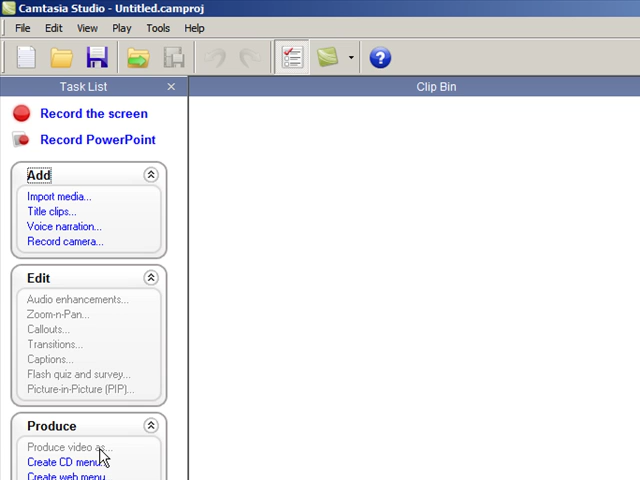 Camtasia Studio - Untitled.camproj
File Edit View Play Tools Help
Task List
Clip Bin
Record the screen
Record PowerPoint
Add
Import media...
Title clips...
Voice narration...
Record camera...
Edit
Audio enhancements...
Zoom-n-Pan...
Callouts...
Transitions...
Captions...
Flash quiz and survey...
Picture-in-Picture (PIP)...
Produce
Produce video as...
Create CD menu...
Create web menu